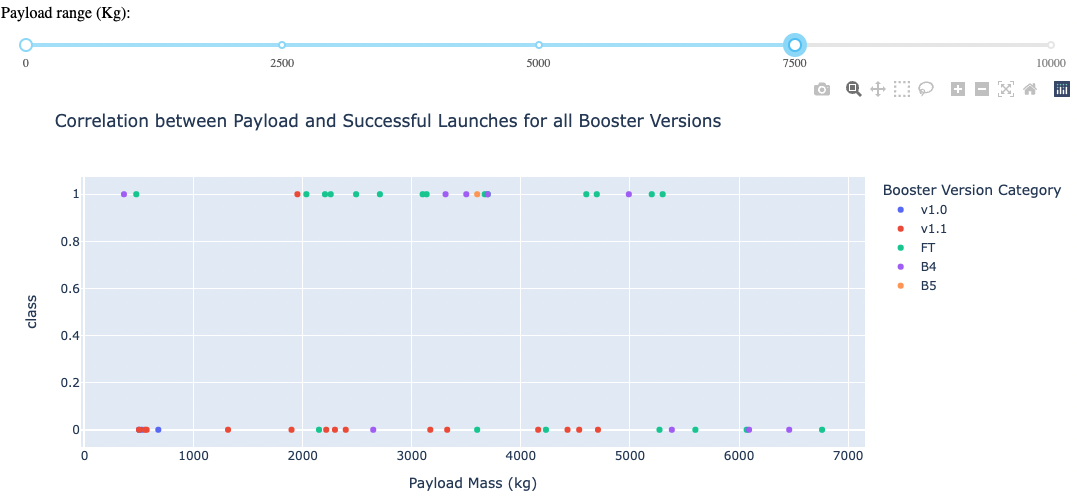 Payload range (Kg):
0 2500 5000 7500 10000
Correlation between Payload and Successful Launches for all Booster Versions
1
0.8
0.6
0.4
0.2
0
class
0 1000 2000 3000 4000 5000 6000 7000
Payload Mass (kg)
Booster Version Category
v1.0
v1.1
FT
B4
B5